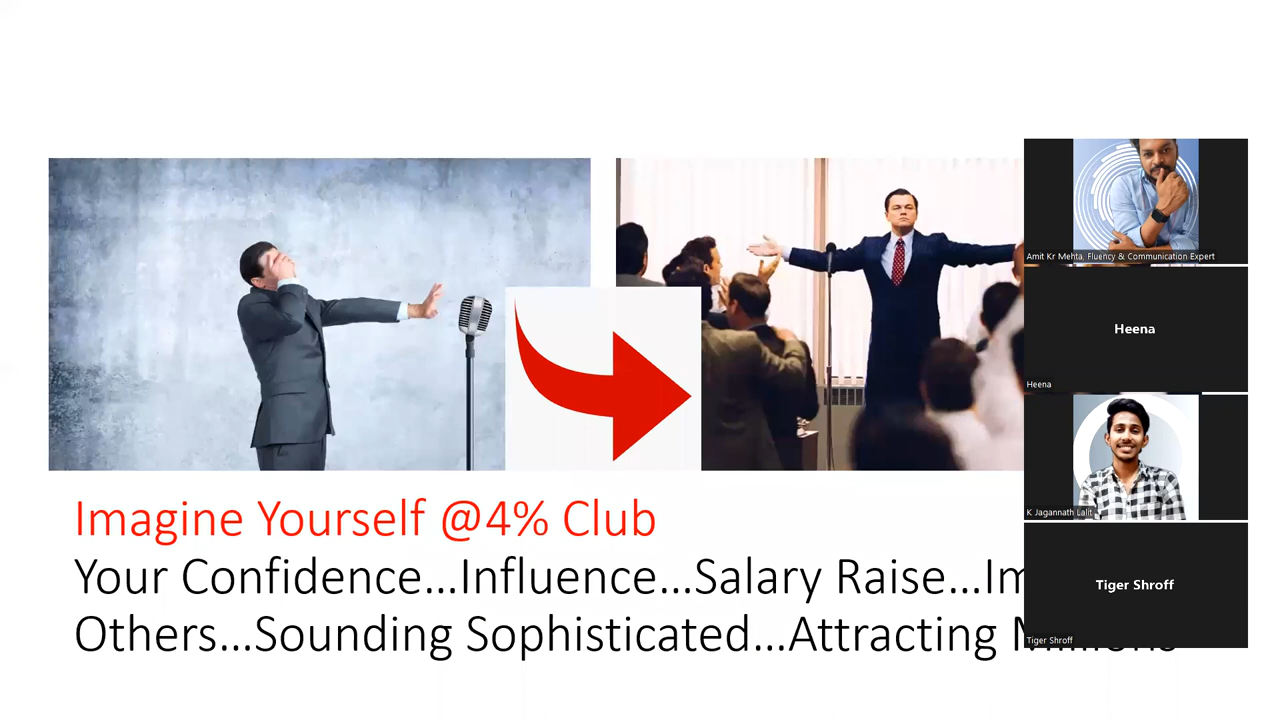 Imagine Yourself @4% Club
Your Confidence...Influence...Salary Raise...Im
Others...Sounding Sophisticated...Attracting
Amit Kr Mehta, Fluency & Communication Expert
Heena
Heena
K Jagannath Lalit
Tiger Shroff
Tiger Shroff